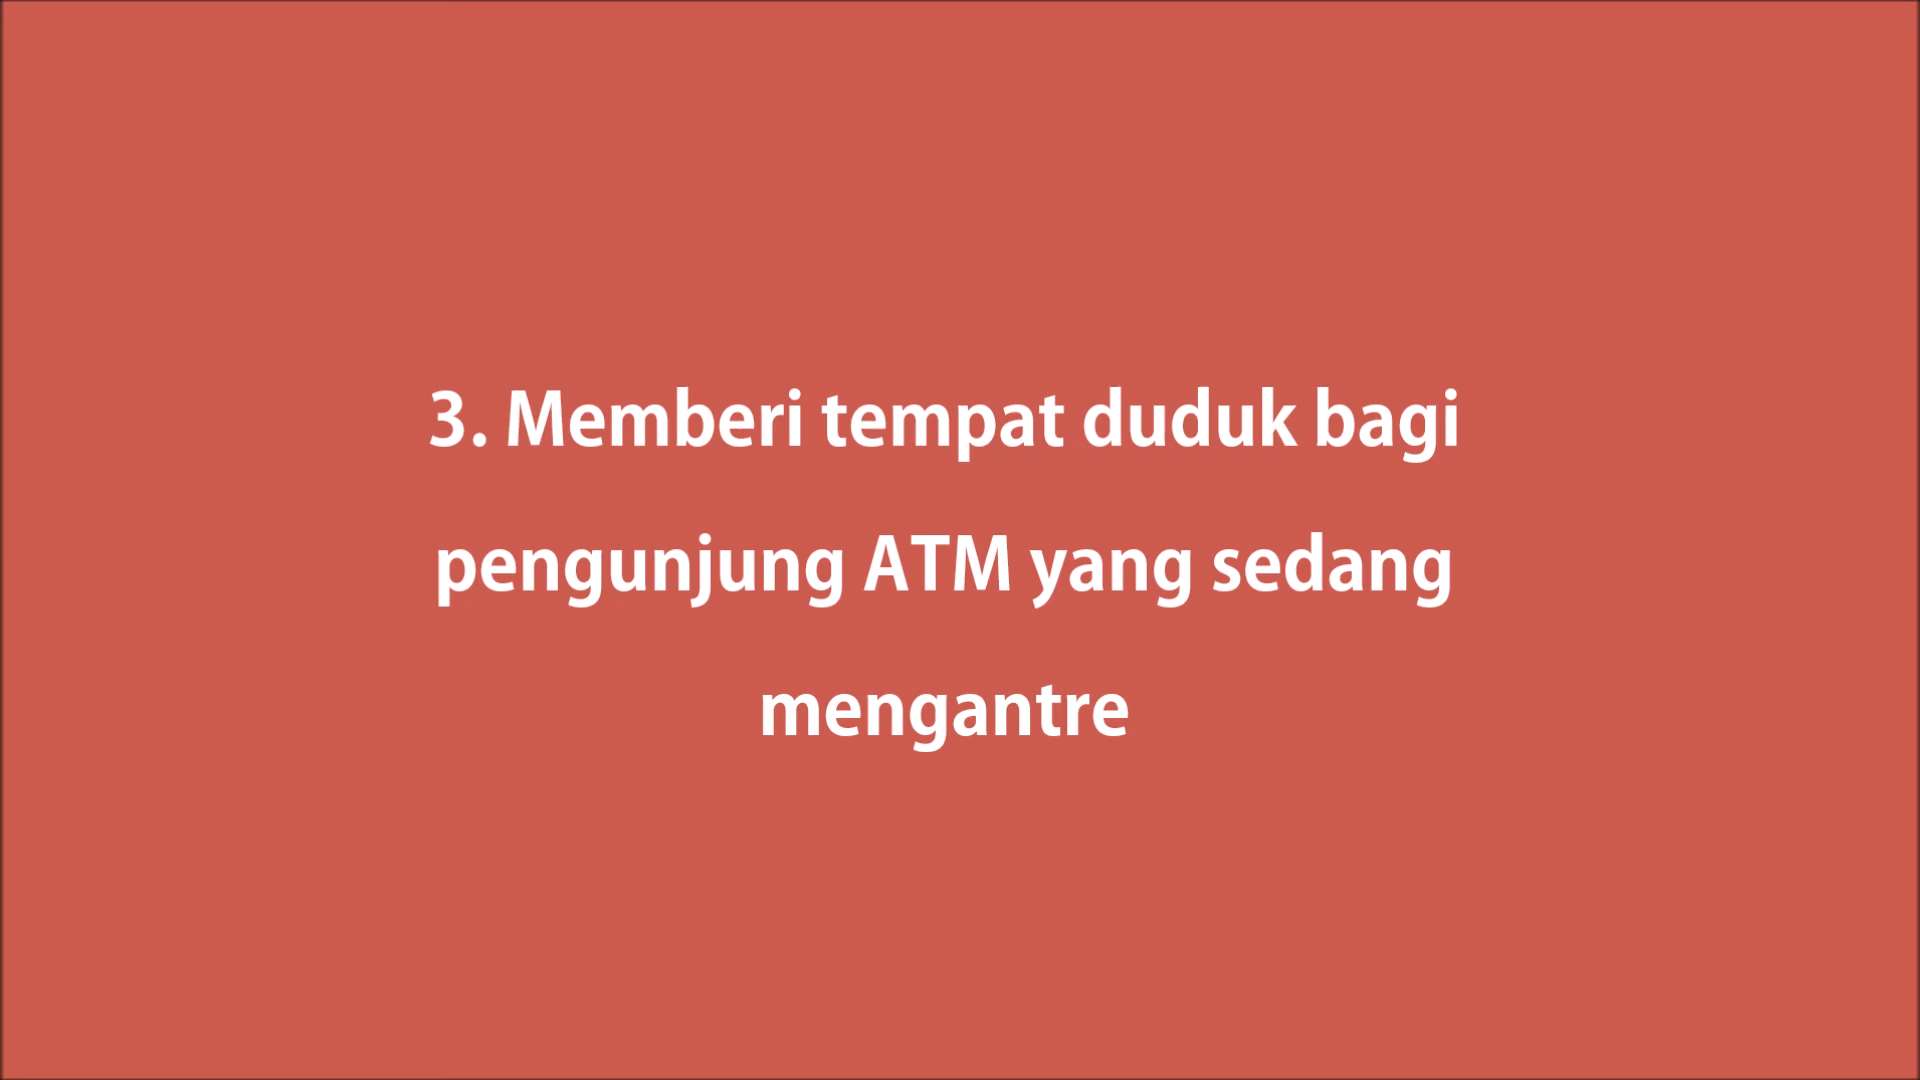 3. Memberi tempat duduk bagi
pengunjung ATM yang sedang
mengantre